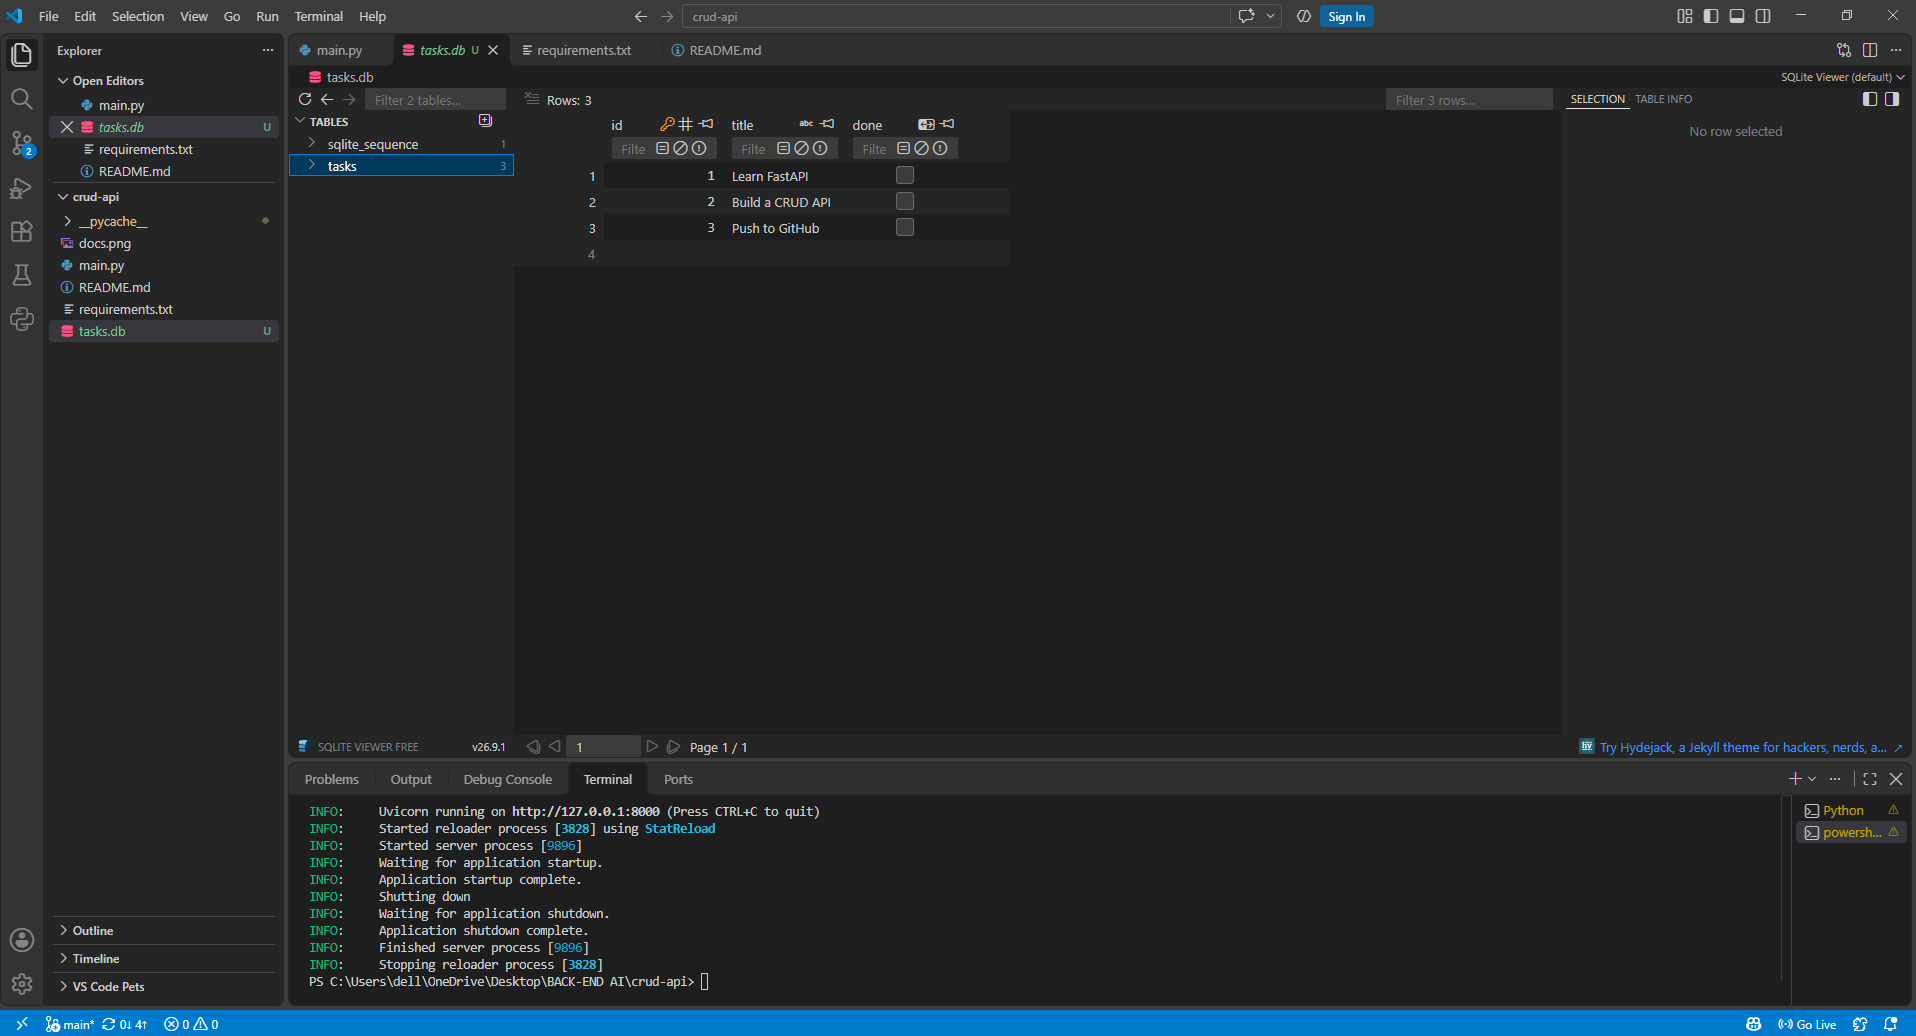 File Edit Selection View Go Run Terminal Help
crud-api
Sign In
Explorer
Open Editors
main.py
tasks.db U
requirements.txt
README.md
crud-api
__pycache__
docs.png
main.py
README.md
requirements.txt
tasks.db U
Outline
Timeline
VS Code Pets
2
main.py
tasks.db U
requirements.txt
README.md
tasks.db
SQLite Viewer (default)
Filter 2 tables...
Rows: 3
Filter 3 rows...
SELECTION TABLE INFO
No row selected
TABLES
sqlite_sequence 1
tasks 3
id title abc done
Filte Filte Filte
1 1 Learn FastAPI
2 2 Build a CRUD API
3 3 Push to GitHub
4
SQLITE VIEWER FREE v26.9.1
1 Page 1 / 1
hy Try Hydejack, a Jekyll theme for hackers, nerds, a...
Problems Output Debug Console Terminal Ports
INFO: Uvicorn running on http://127.0.0.1:8000 (Press CTRL+C to quit)
INFO: Started reloader process [3828] using StatReload
INFO: Started server process [9896]
INFO: Waiting for application startup.
INFO: Application startup complete.
INFO: Shutting down
INFO: Waiting for application shutdown.
INFO: Application shutdown complete.
INFO: Finished server process [9896]
INFO: Stopping reloader process [3828]
PS C:\Users\dell\OneDrive\Desktop\BACK-END AI\crud-api>
Python
powersh...
main* 0↓ 4↑ 0 0
Go Live